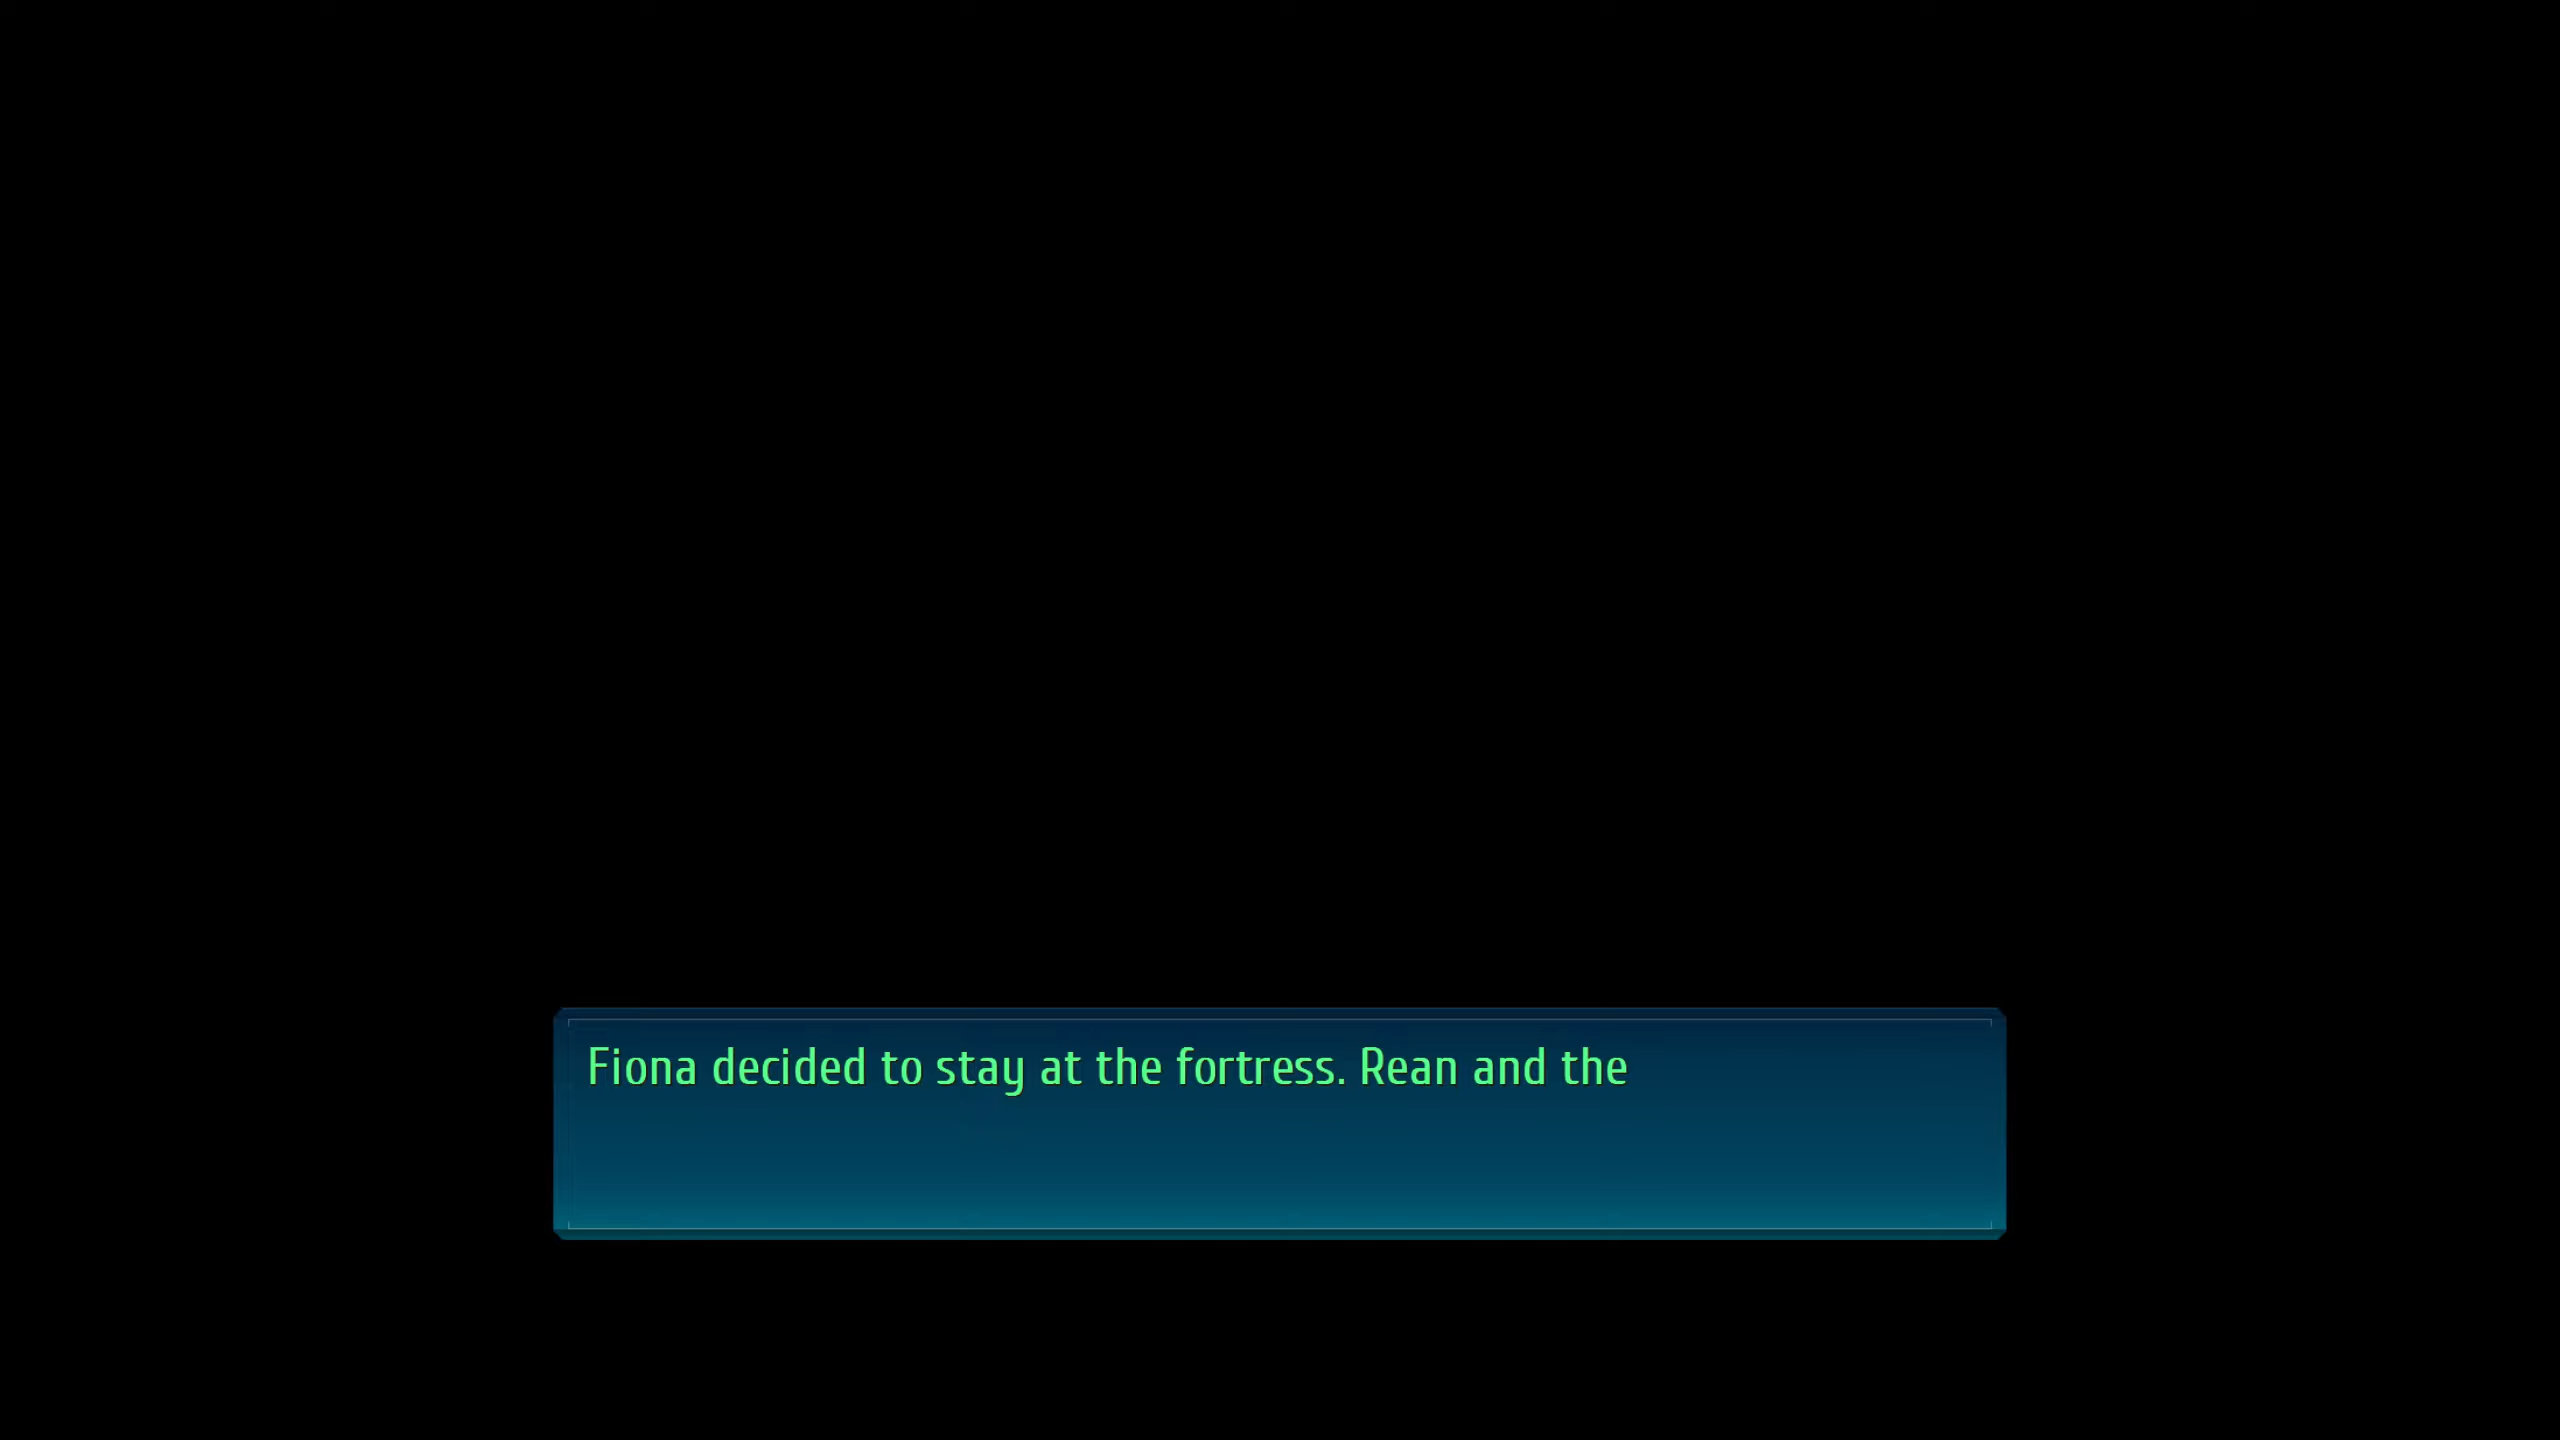 Fiona decided to stay at the fortress. Rean and the